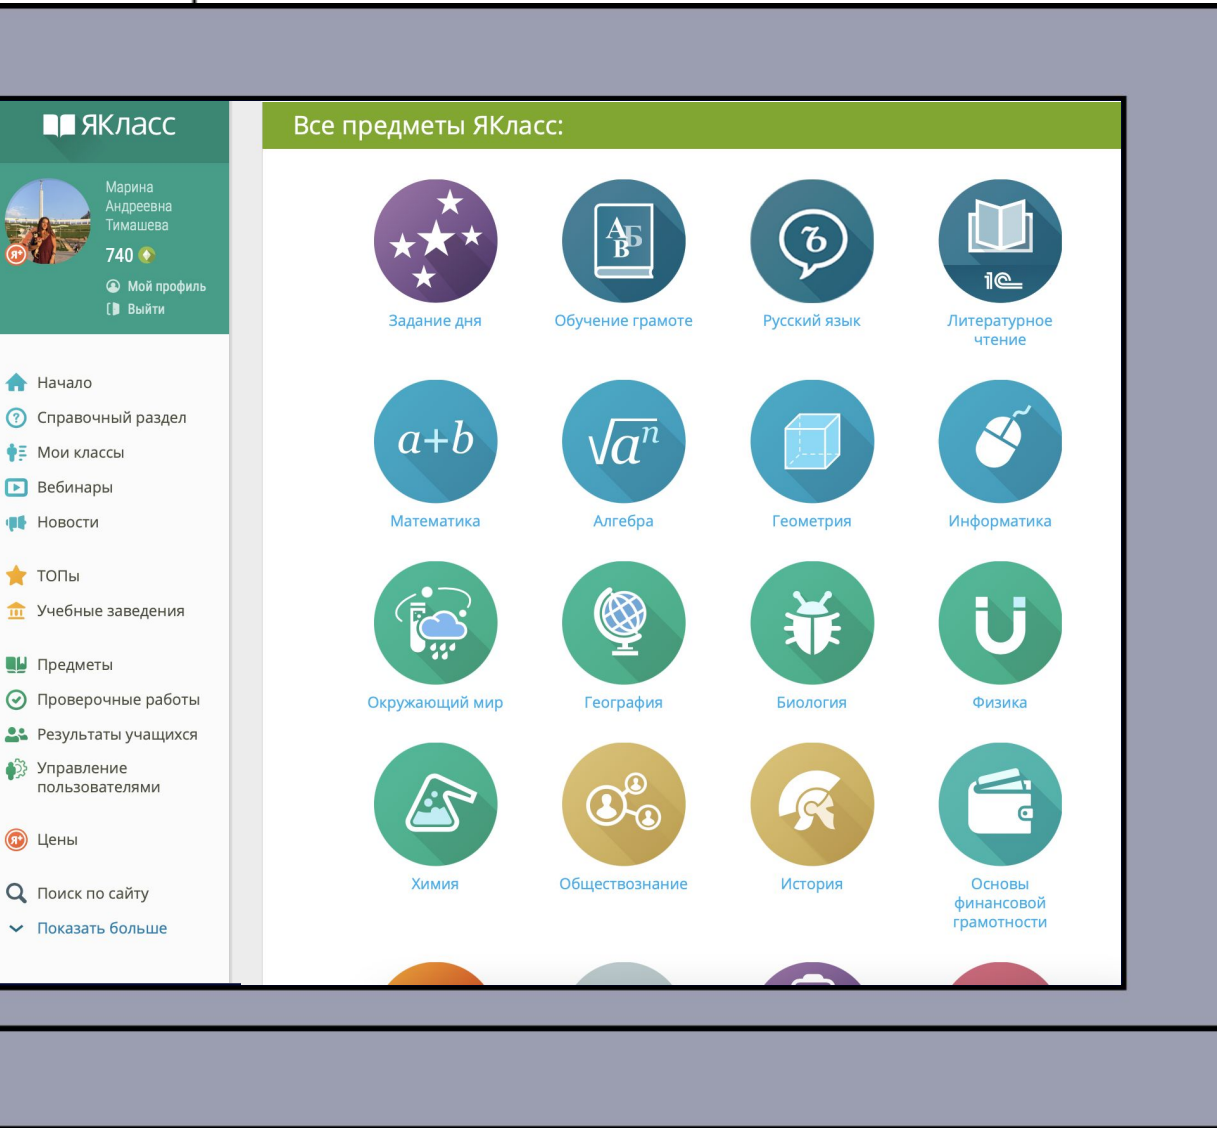 ЯКласс
Марина
Андреевна
Тимашева
740
Мой профиль
Выйти
Начало
Справочный раздел
Мои классы
Вебинары
Новости
ТОПы
Учебные заведения
Предметы
Проверочные работы
Результаты учащихся
Управление
пользователями
Цены
Поиск по сайту
Показать больше
Все предметы ЯКласс:
Задание дня
АБ
В
Обучение грамоте
Ъ
Русский язык
1С
Литературное
чтение
a+b
Математика
√aⁿ
Алгебра
Геометрия
Информатика
Окружающий мир
География
Биология
Физика
Химия
Обществознание
История
Основы
финансовой
грамотности